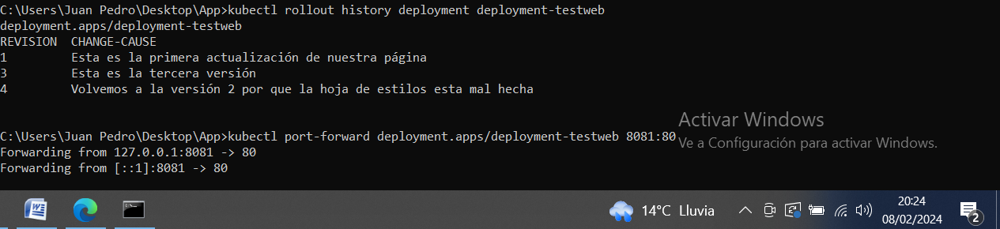 C:\Users\Juan Pedro\Desktop\App>kubectl rollout history deployment deployment-testweb
deployment.apps/deployment-testweb
REVISION  CHANGE-CAUSE
1         Esta es la primera actualización de nuestra página
3         Esta es la tercera versión
4         Volvemos a la versión 2 por que la hoja de estilos esta mal hecha
C:\Users\Juan Pedro\Desktop\App>kubectl port-forward deployment.apps/deployment-testweb 8081:80
Forwarding from 127.0.0.1:8081 -> 80
Forwarding from [::1]:8081 -> 80
Activar Windows
Ve a Configuración para activar Windows.
14°C Lluvia
20:24
08/02/2024
2